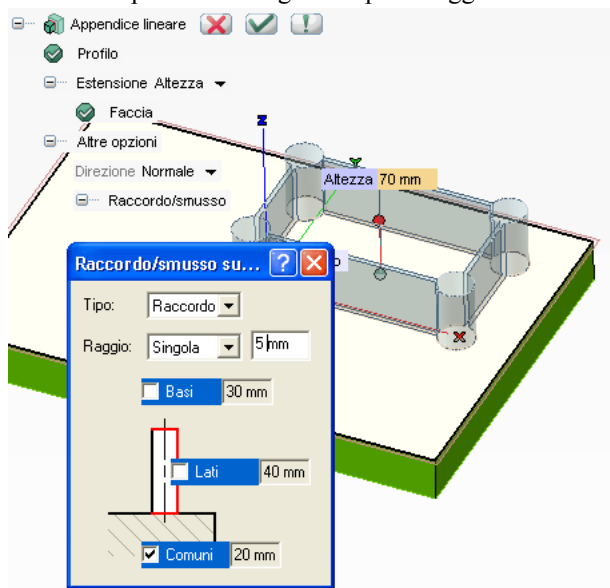 Appendice lineare
Profilo
Estensione Altezza
Faccia
Altre opzioni
Direzione Normale
Raccordo/smusso
Z
Y
Altezza 70 mm
o
X
Raccordo/smusso su...
Tipo: Raccordo
Raggio: Singola 5 mm
Basi 30 mm
Lati 40 mm
Comuni 20 mm